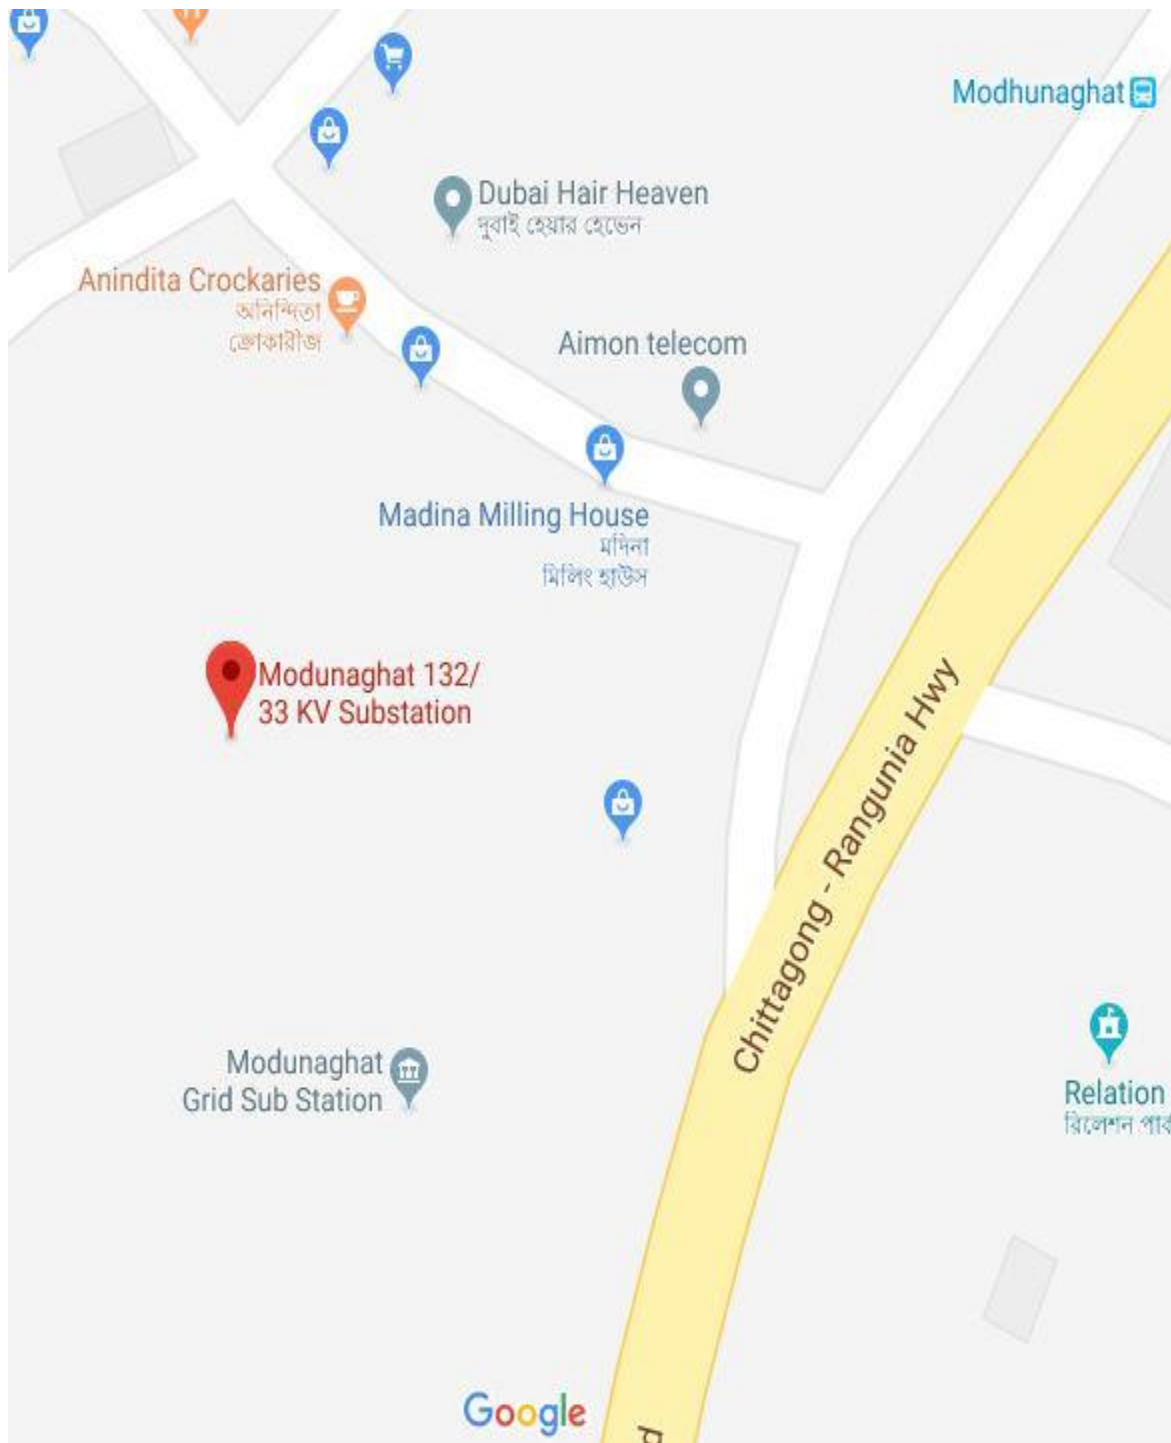 Modhunaghat
Dubai Hair Heaven
দুবাই হেয়ার হেভেন
Anindita Crockaries
অনিন্দিতা
ক্রোকারীজ
Aimon telecom
Madina Milling House
মদিনা
মিলিং হাউস
Modunaghat 132/
33 KV Substation
Chittagong - Rangunia Hwy
Modunaghat
Grid Sub Station
Relation
রিলেশন পার্ক
Google
d